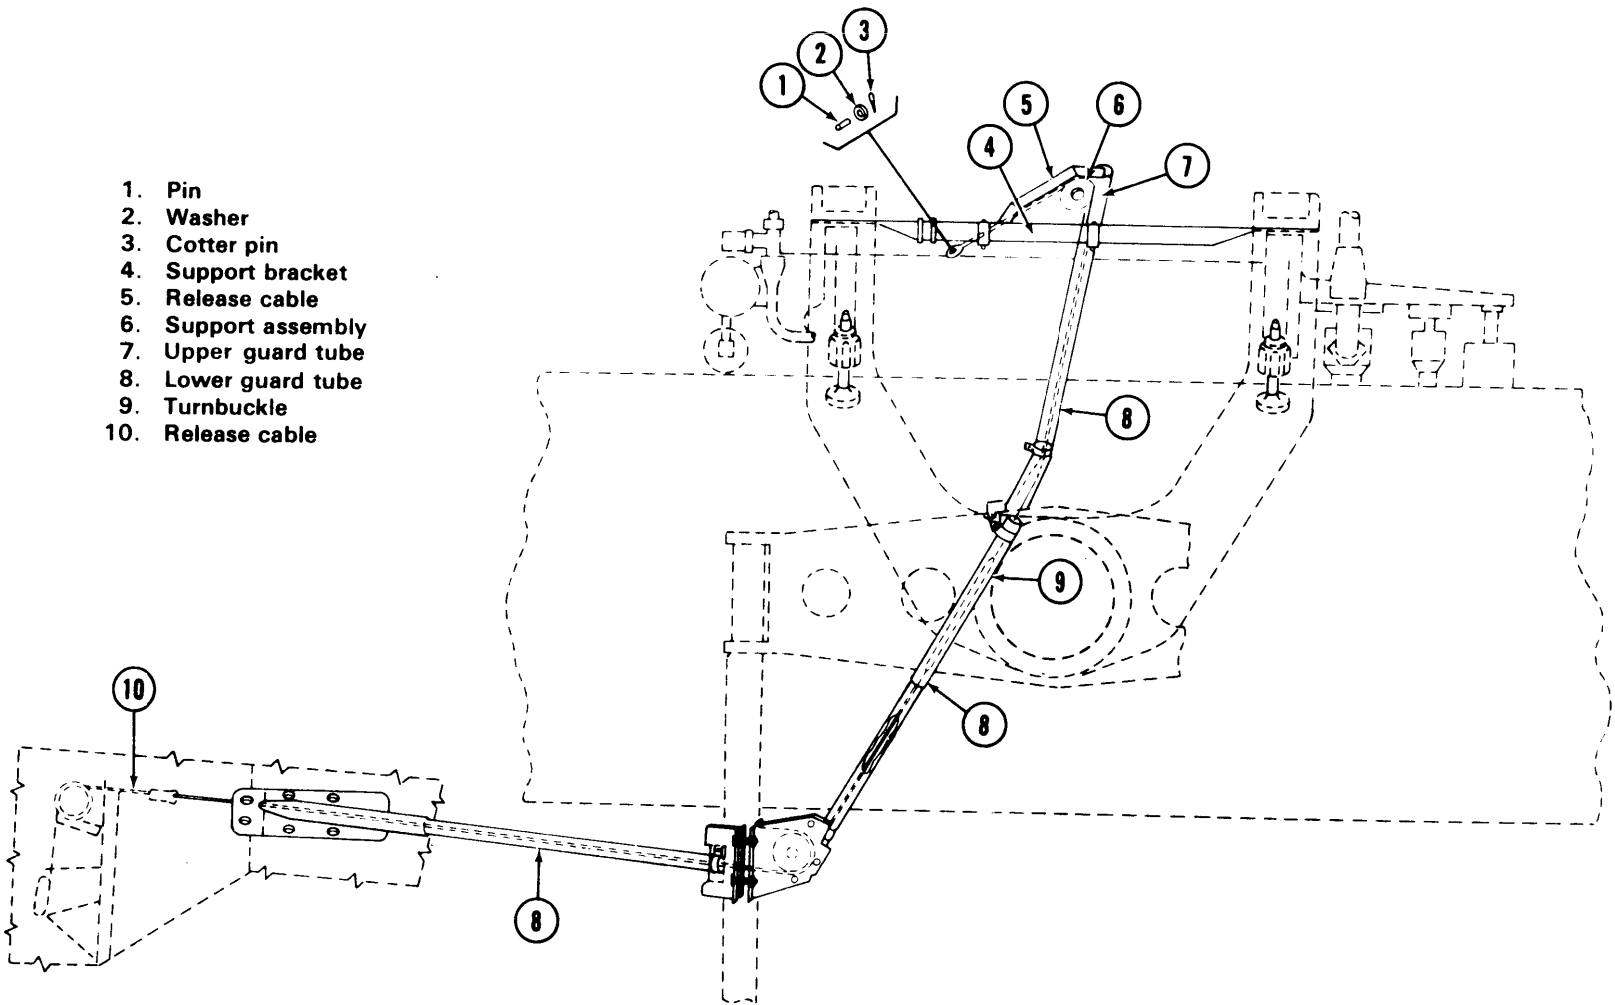 1. Pin
2. Washer
3. Cotter pin
4. Support bracket
5. Release cable
6. Support assembly
7. Upper guard tube
8. Lower guard tube
9. Turnbuckle
10. Release cable
3
2
1
5
6
4
7
8
9
10
8
8